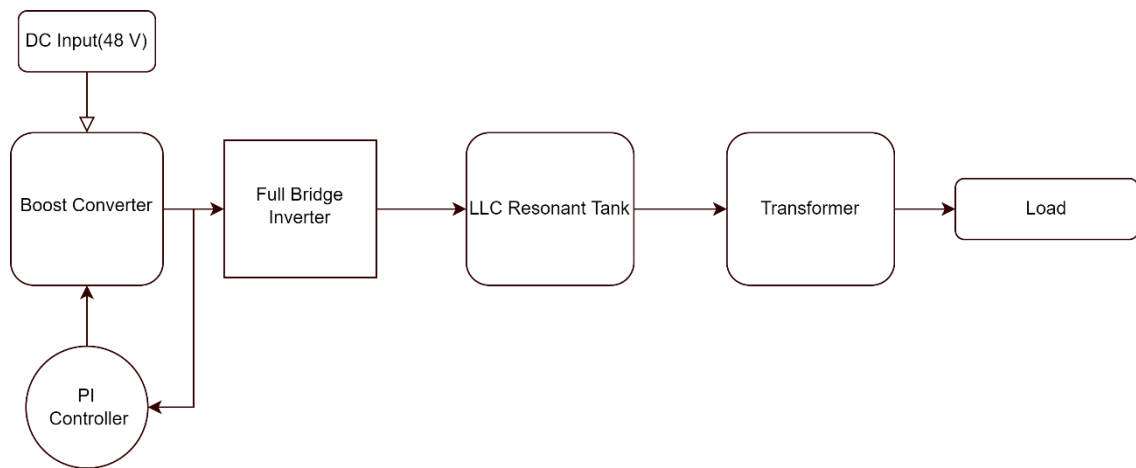 DC Input(48 V)
Boost Converter
Full Bridge
Inverter
LLC Resonant Tank
Transformer
Load
PI
Controller